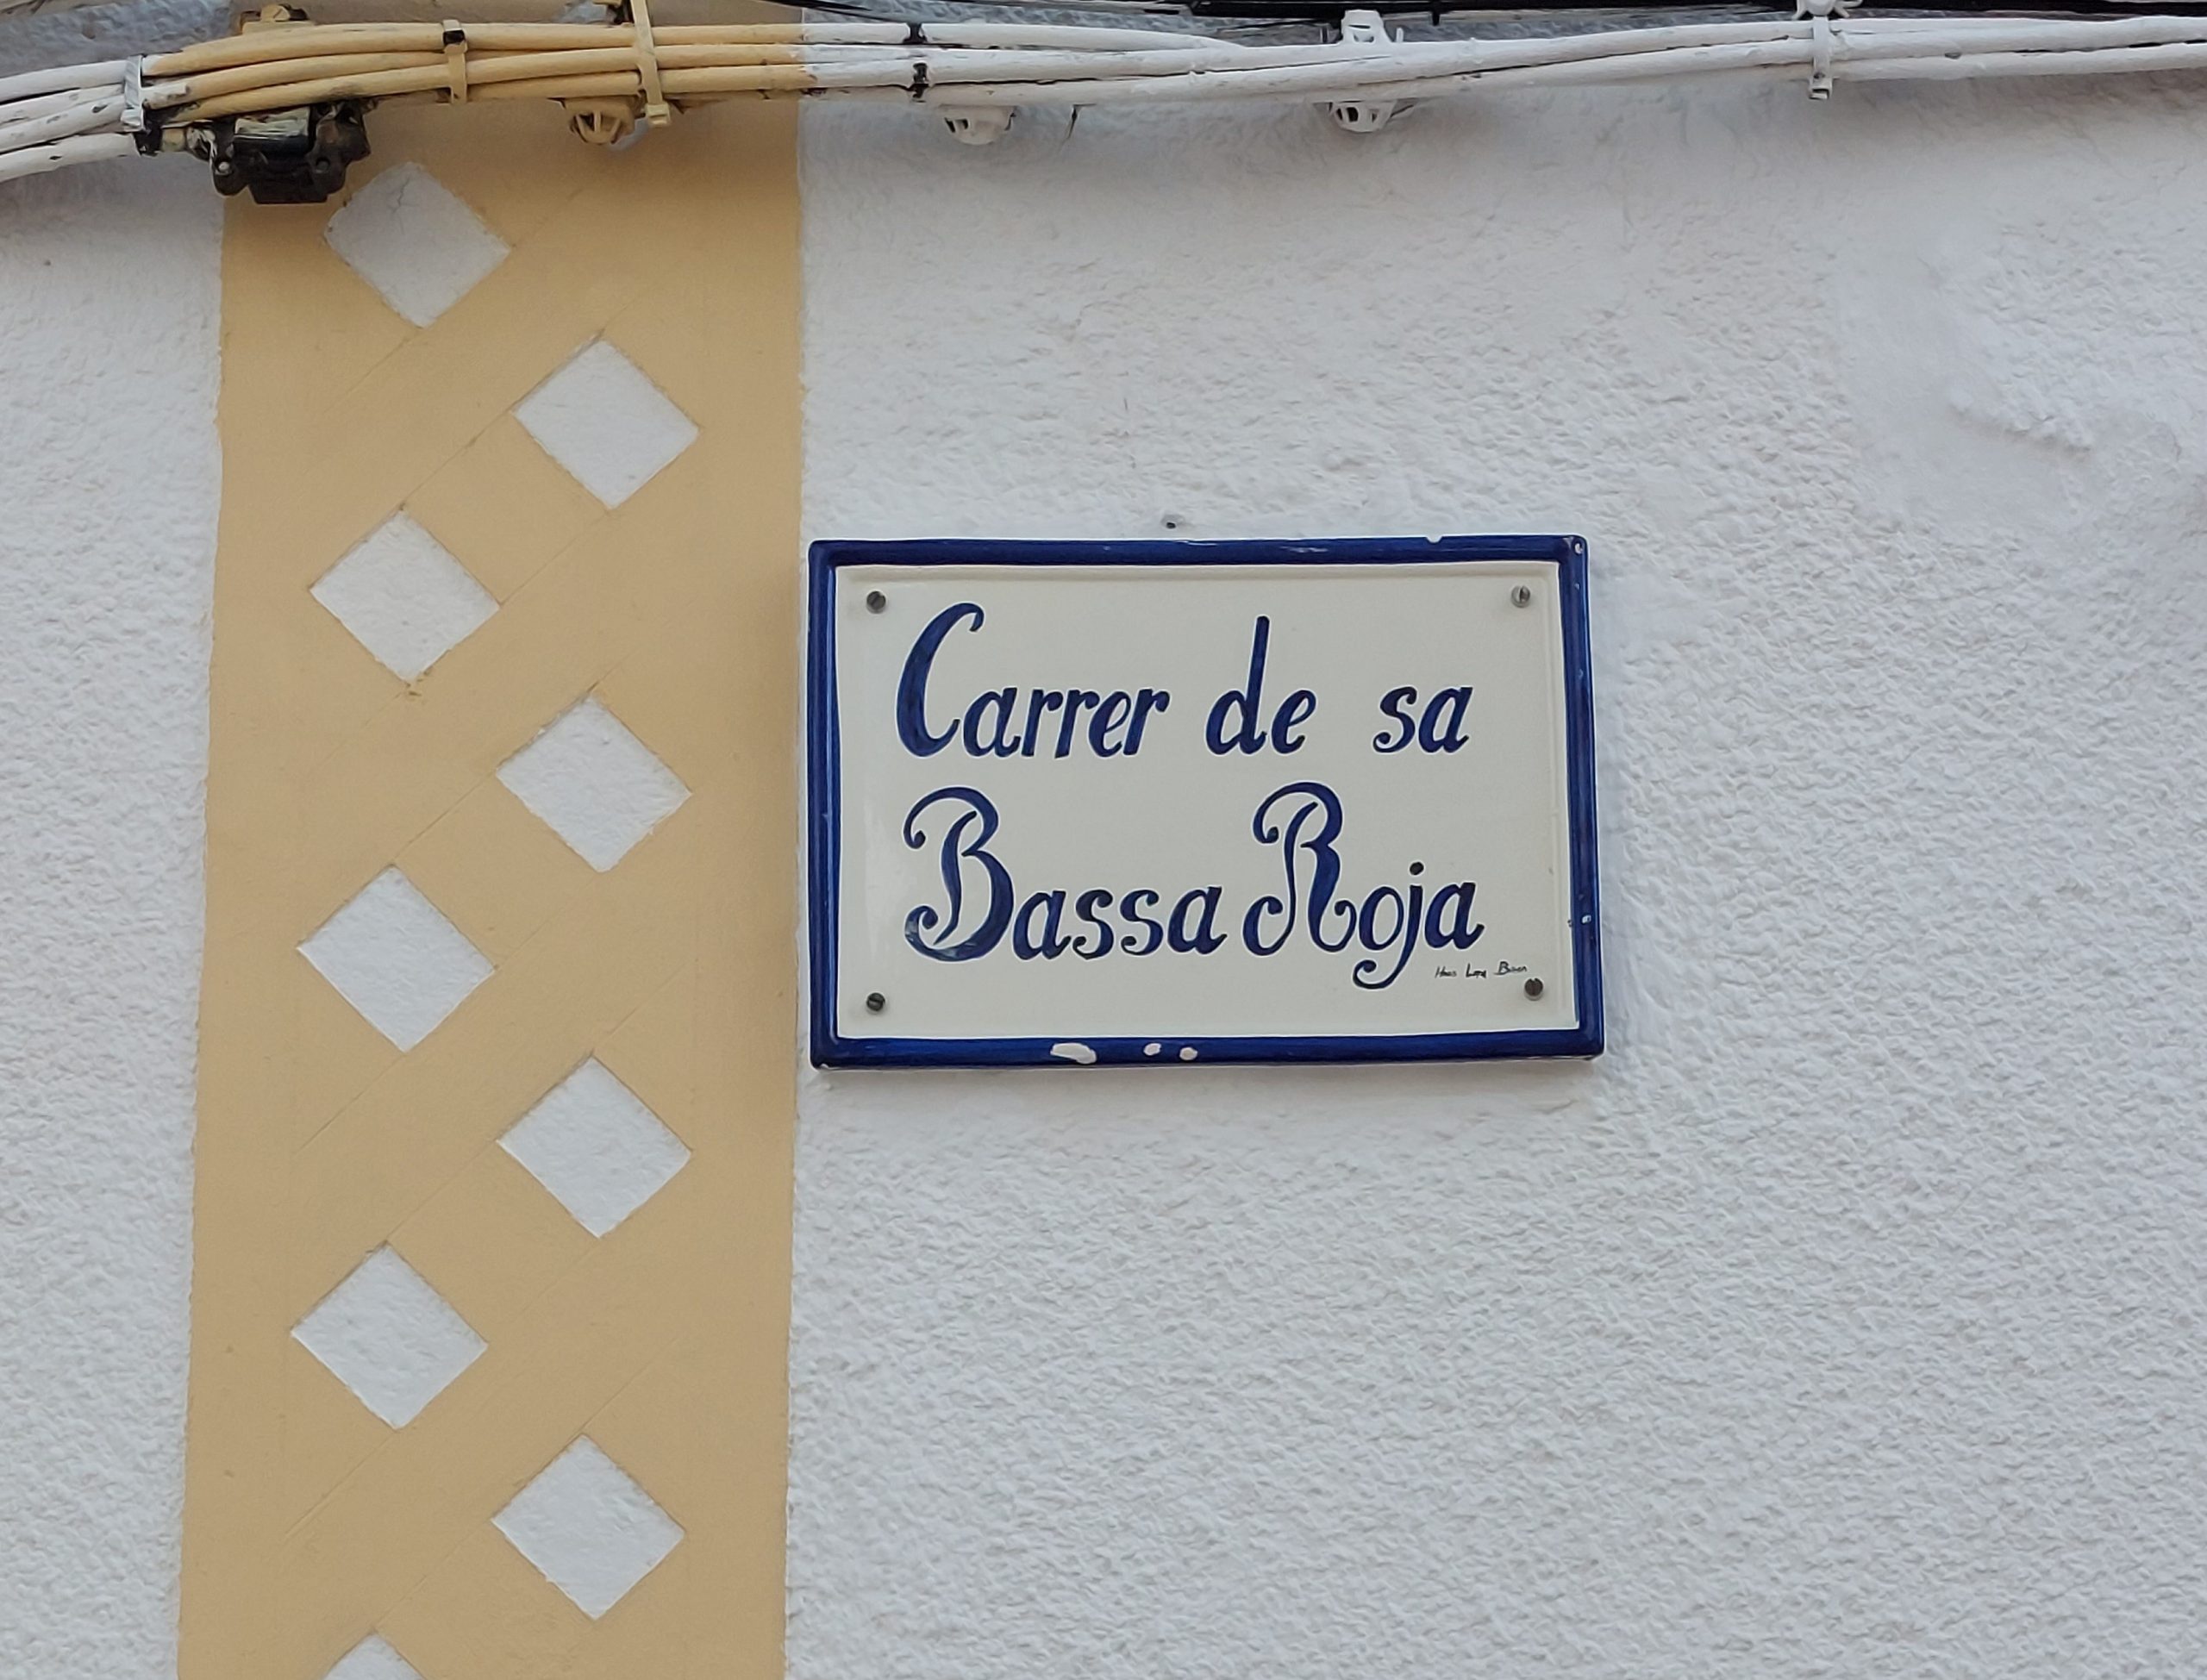 Carrer de sa
Bassa Roja